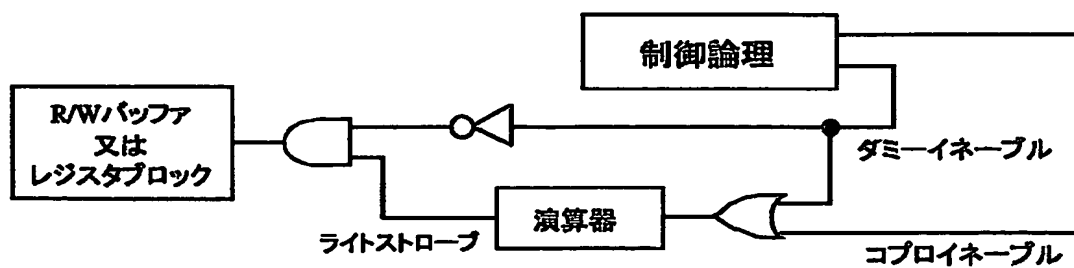 制御論理
R/Wバッファ
又は
レジスタブロック
ダミーイネーブル
演算器
ライトストローブ
コプロイネーブル